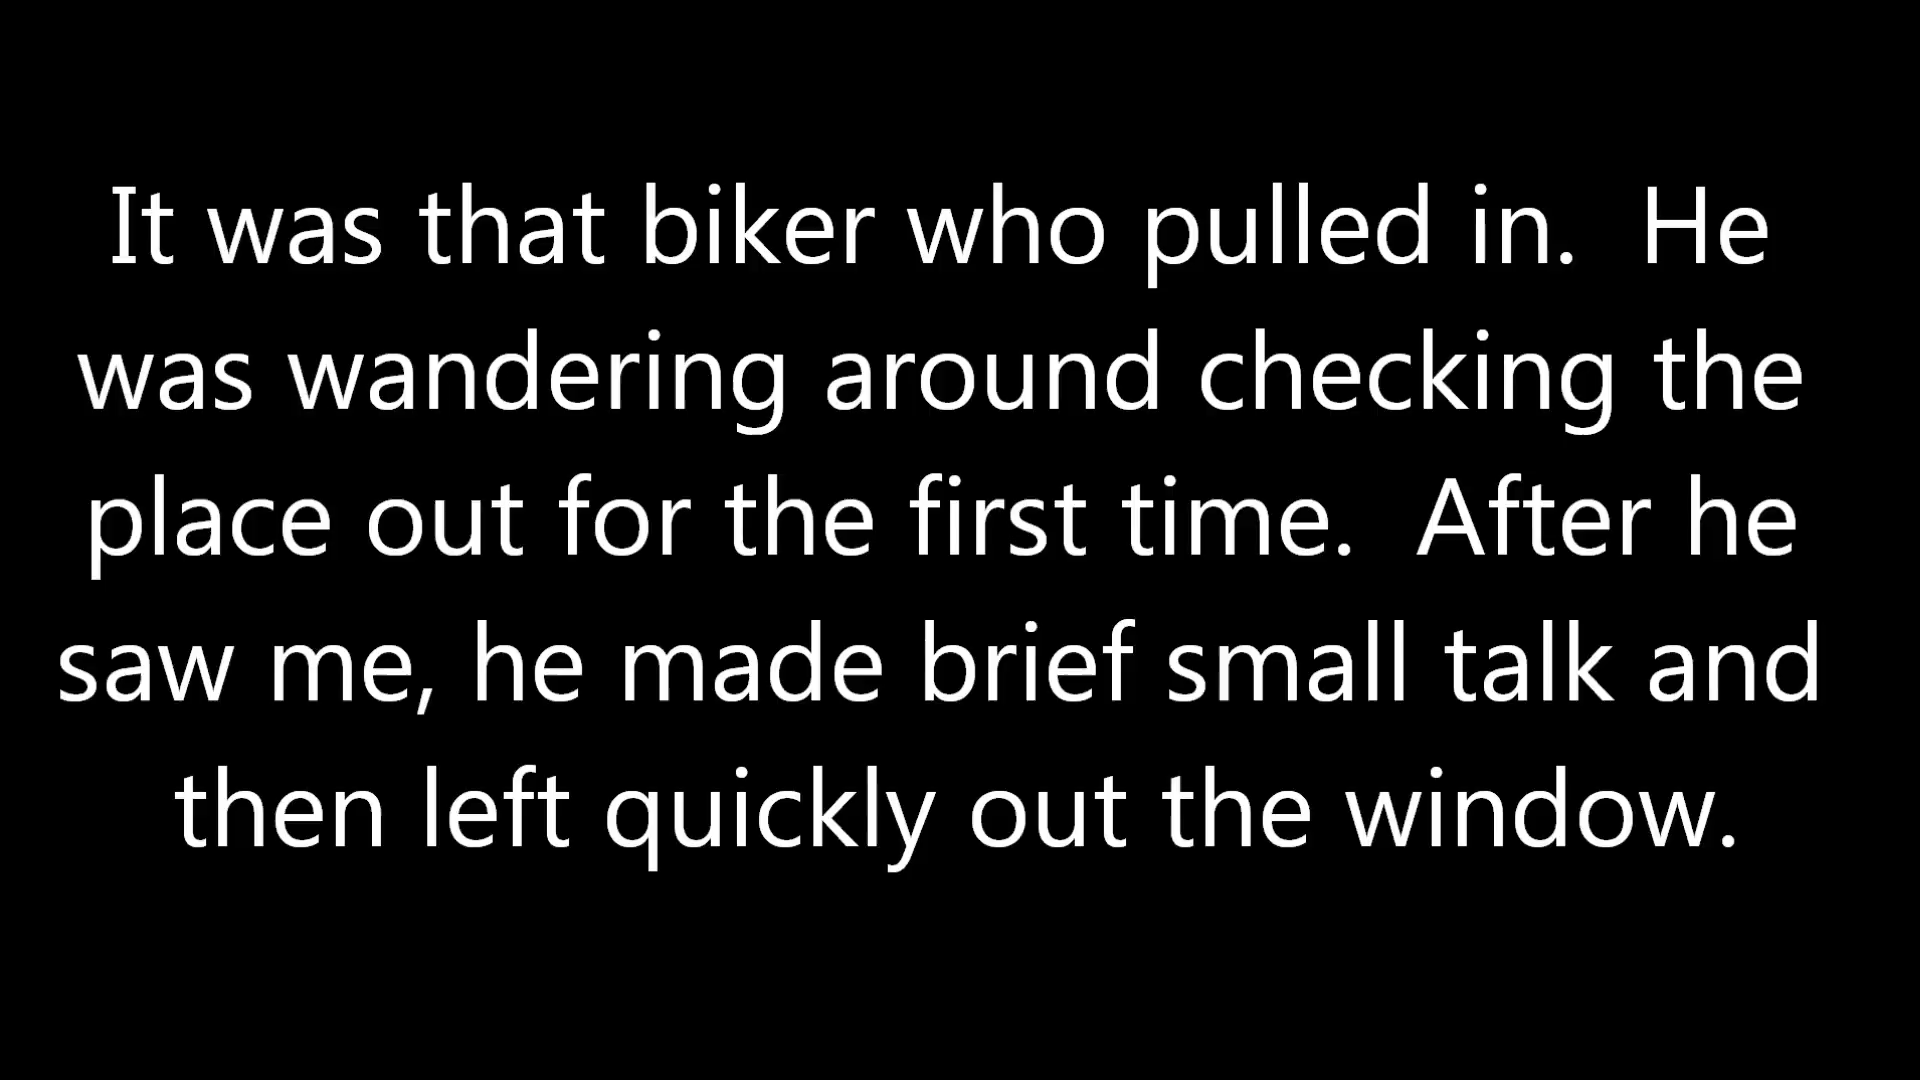 It was that biker who pulled in.  He
was wandering around checking the
place out for the first time.  After he
saw me, he made brief small talk and
then left quickly out the window.